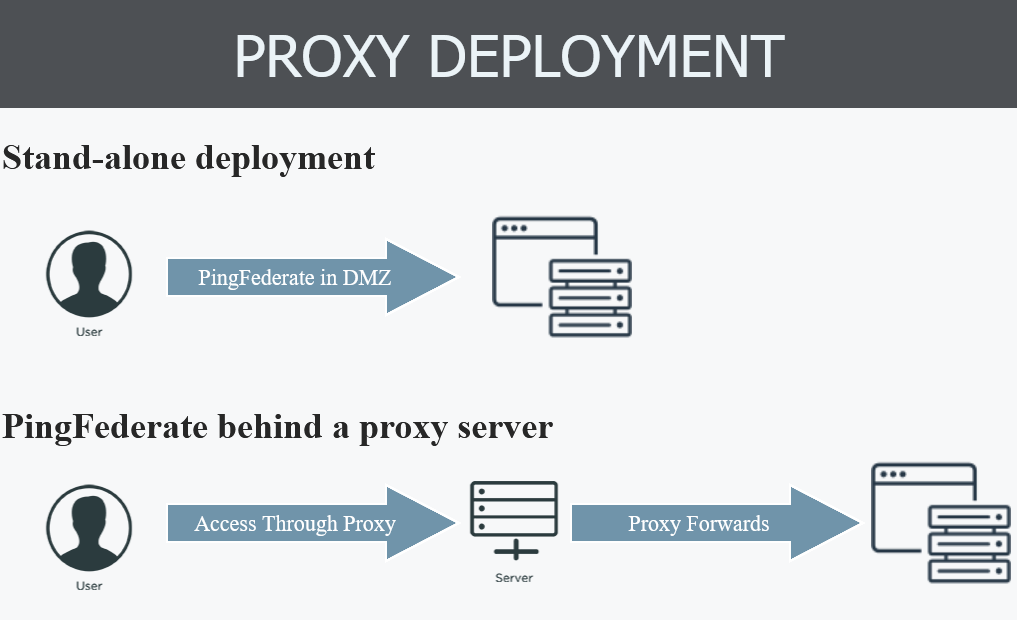 PROXY DEPLOYMENT
Stand-alone deployment
PingFederate in DMZ
User
PingFederate behind a proxy server
Access Through Proxy
Proxy Forwards
Server
User